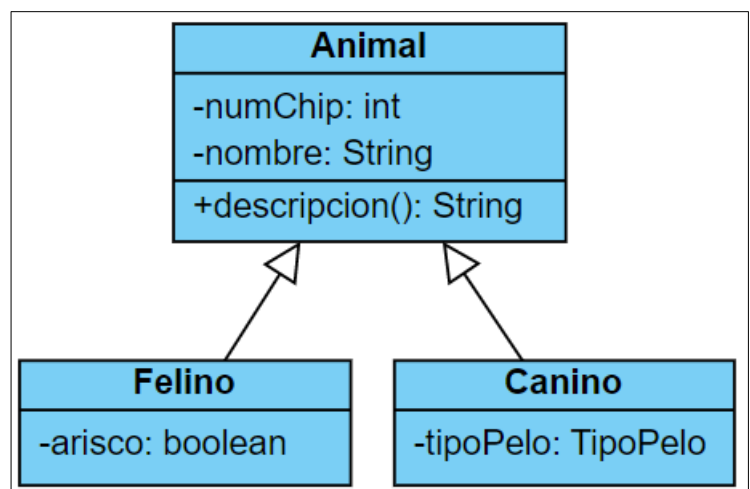 Animal
-numChip: int
-nombre: String
+descripcion(): String
Felino
-arisco: boolean
Canino
-tipoPelo: TipoPelo